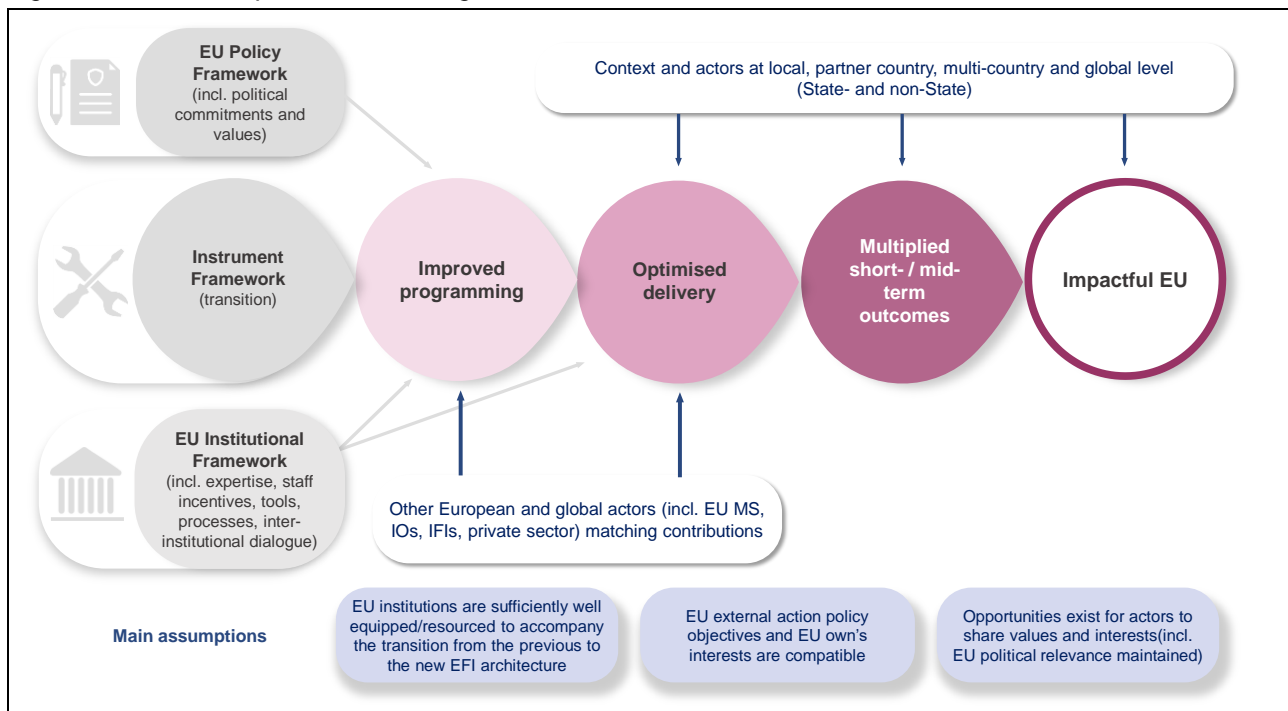 EU Policy
Framework
(incl. political
commitments and
values)
Context and actors at local, partner country, multi-country and global level
(State- and non-State)
Instrument
Framework
(transition)
Improved
programming
Optimised
delivery
Multiplied
short- / mid-
term
outcomes
Impactful EU
EU Institutional
Framework
(incl. expertise, staff
incentives, tools,
processes, inter-
institutional dialogue)
Other European and global actors (incl. EU MS,
IOs, IFIs, private sector) matching contributions
Main assumptions
EU institutions are sufficiently well
equipped/resourced to accompany
the transition from the previous to
the new EFI architecture
EU external action policy
objectives and EU own's
interests are compatible
Opportunities exist for actors to
share values and interests(incl.
EU political relevance maintained)